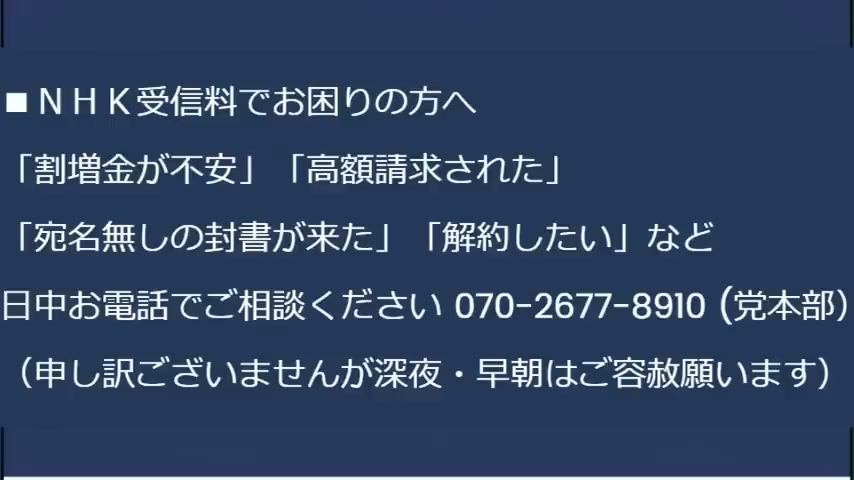 ■ＮＨＫ受信料でお困りの方へ
「割増金が不安」「高額請求された」
「宛名無しの封書が来た」「解約したい」など
日中お電話でご相談ください 070-2677-8910 (党本部)
（申し訳ございませんが深夜・早朝はご容赦願います）